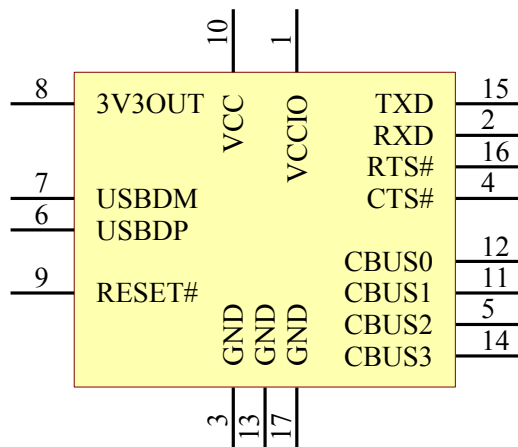 10 1
8 3V3OUT VCC VCCIO TXD 15
RXD 2
RTS# 16
7 USBDM CTS# 4
6 USBDP
CBUS0 12
9 RESET# CBUS1 11
GND GND GND CBUS2 5
CBUS3 14
3 13 17